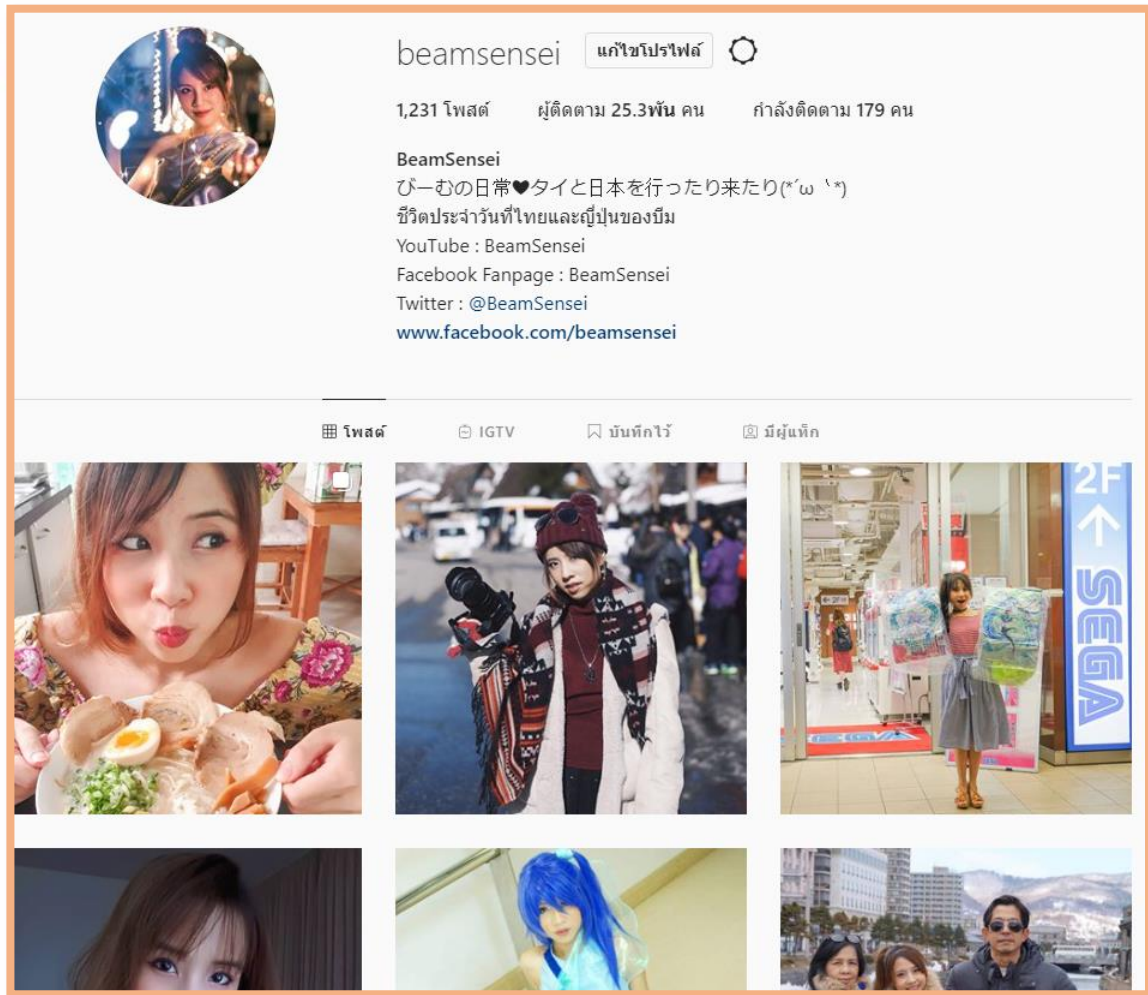 beamsensei แก้ไขโปรไฟล์
1,231 โพสต์ ผู้ติดตาม 25.3พัน คน กำลังติดตาม 179 คน
BeamSensei
びーむの日常♥タイと日本を行ったり来たり(*´ω｀*)
ชีวิตประจำวันที่ไทยและญี่ปุ่นของบีม
YouTube : BeamSensei
Facebook Fanpage : BeamSensei
Twitter : @BeamSensei
www.facebook.com/beamsensei
โพสต์ IGTV บันทึกไว้ มีผู้แท็ก
2F
SEGA